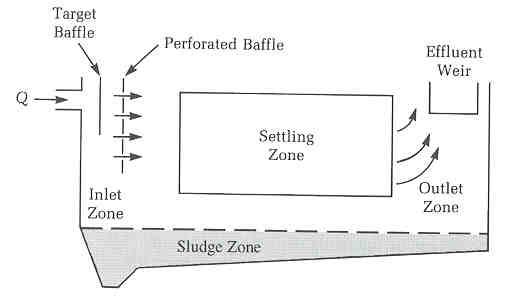 Target
Baffle
Perforated Baffle
Effluent
Weir
Q
Settling
Zone
Inlet
Zone
Outlet
Zone
Sludge Zone